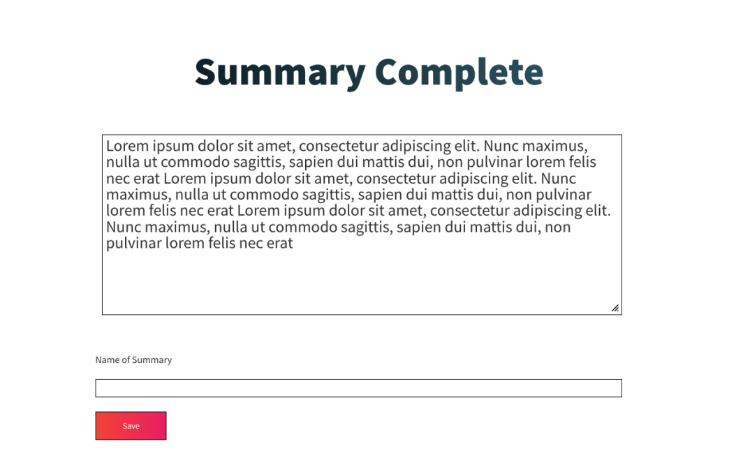 Summary Complete
Lorem ipsum dolor sit amet, consectetur adipiscing elit. Nunc maximus,
nulla ut commodo sagittis, sapien dui mattis dui, non pulvinar lorem felis
nec erat Lorem ipsum dolor sit amet, consectetur adipiscing elit. Nunc
maximus, nulla ut commodo sagittis, sapien dui mattis dui, non pulvinar
lorem felis nec erat Lorem ipsum dolor sit amet, consectetur adipiscing elit.
Nunc maximus, nulla ut commodo sagittis, sapien dui mattis dui, non
pulvinar lorem felis nec erat
Name of Summary
Save